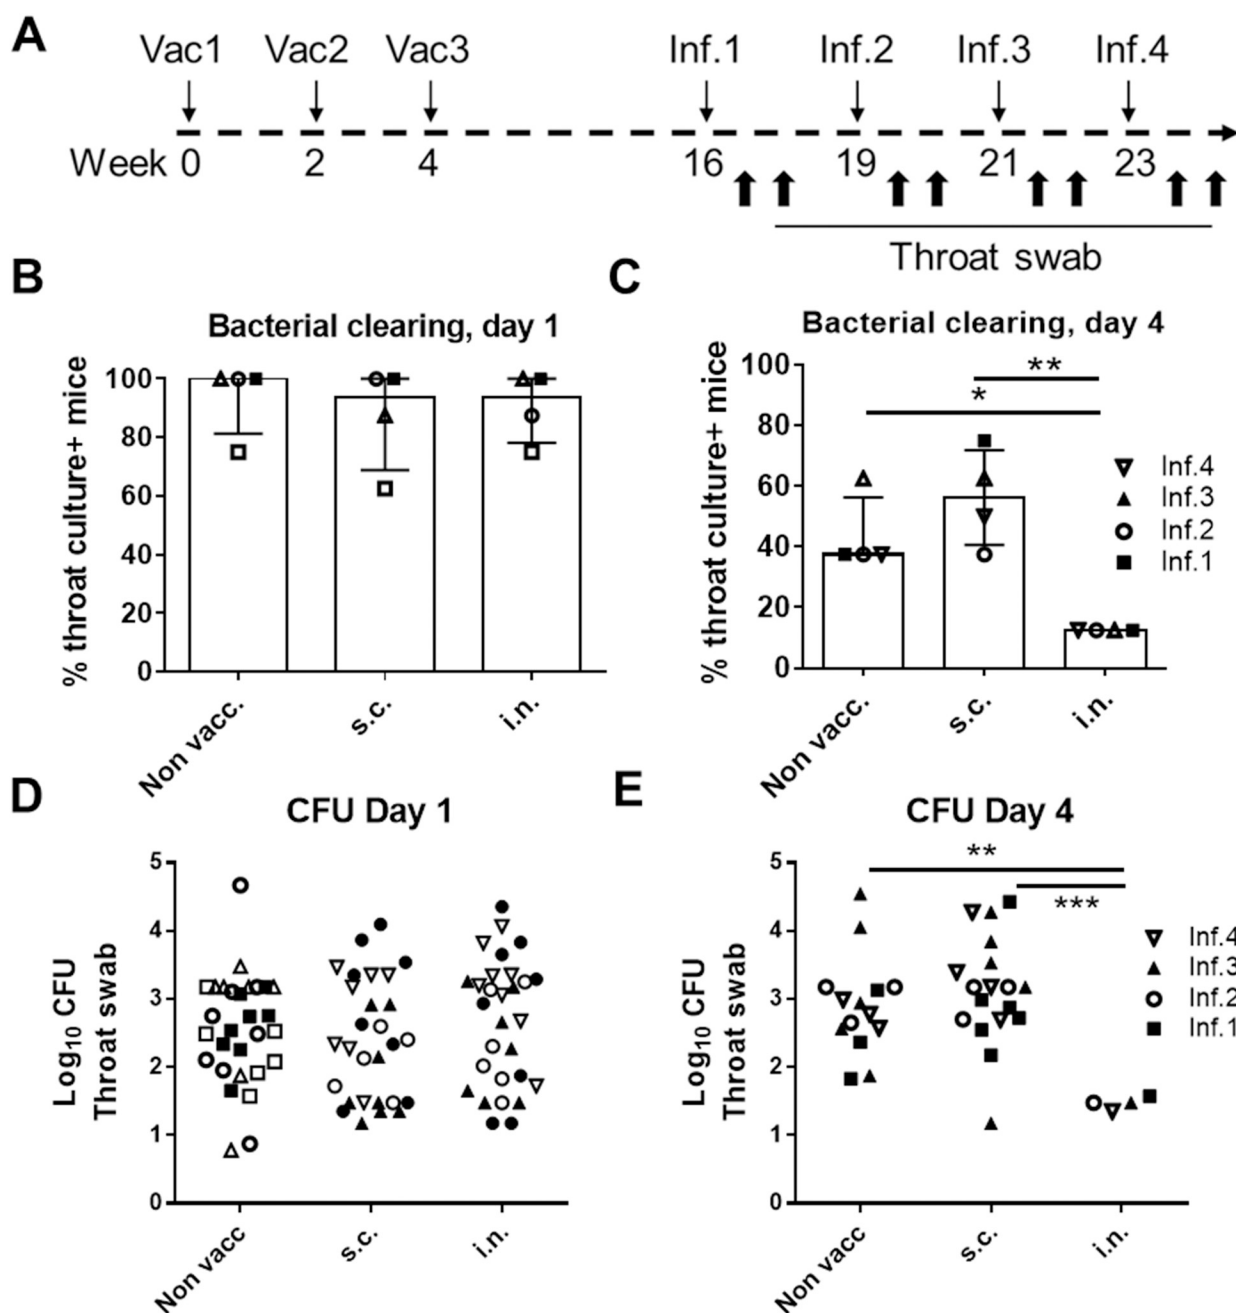 A
Vac1 Vac2 Vac3 Inf.1 Inf.2 Inf.3 Inf.4
Week 0 2 4 16 19 21 23
Throat swab
B
Bacterial clearing, day 1
% throat culture+ mice
100
80
60
40
20
0
Non vacc.
s.c.
i.n.
C
Bacterial clearing, day 4
% throat culture+ mice
100
80
60
40
20
0
**
*
Inf.4
Inf.3
Inf.2
Inf.1
Non vacc.
s.c.
i.n.
D
CFU Day 1
Log10 CFU
Throat swab
5
4
3
2
1
0
Non vacc
s.c.
i.n.
E
CFU Day 4
Log10 CFU
Throat swab
5
4
3
2
1
0
**
***
Inf.4
Inf.3
Inf.2
Inf.1
Non vacc
s.c.
i.n.